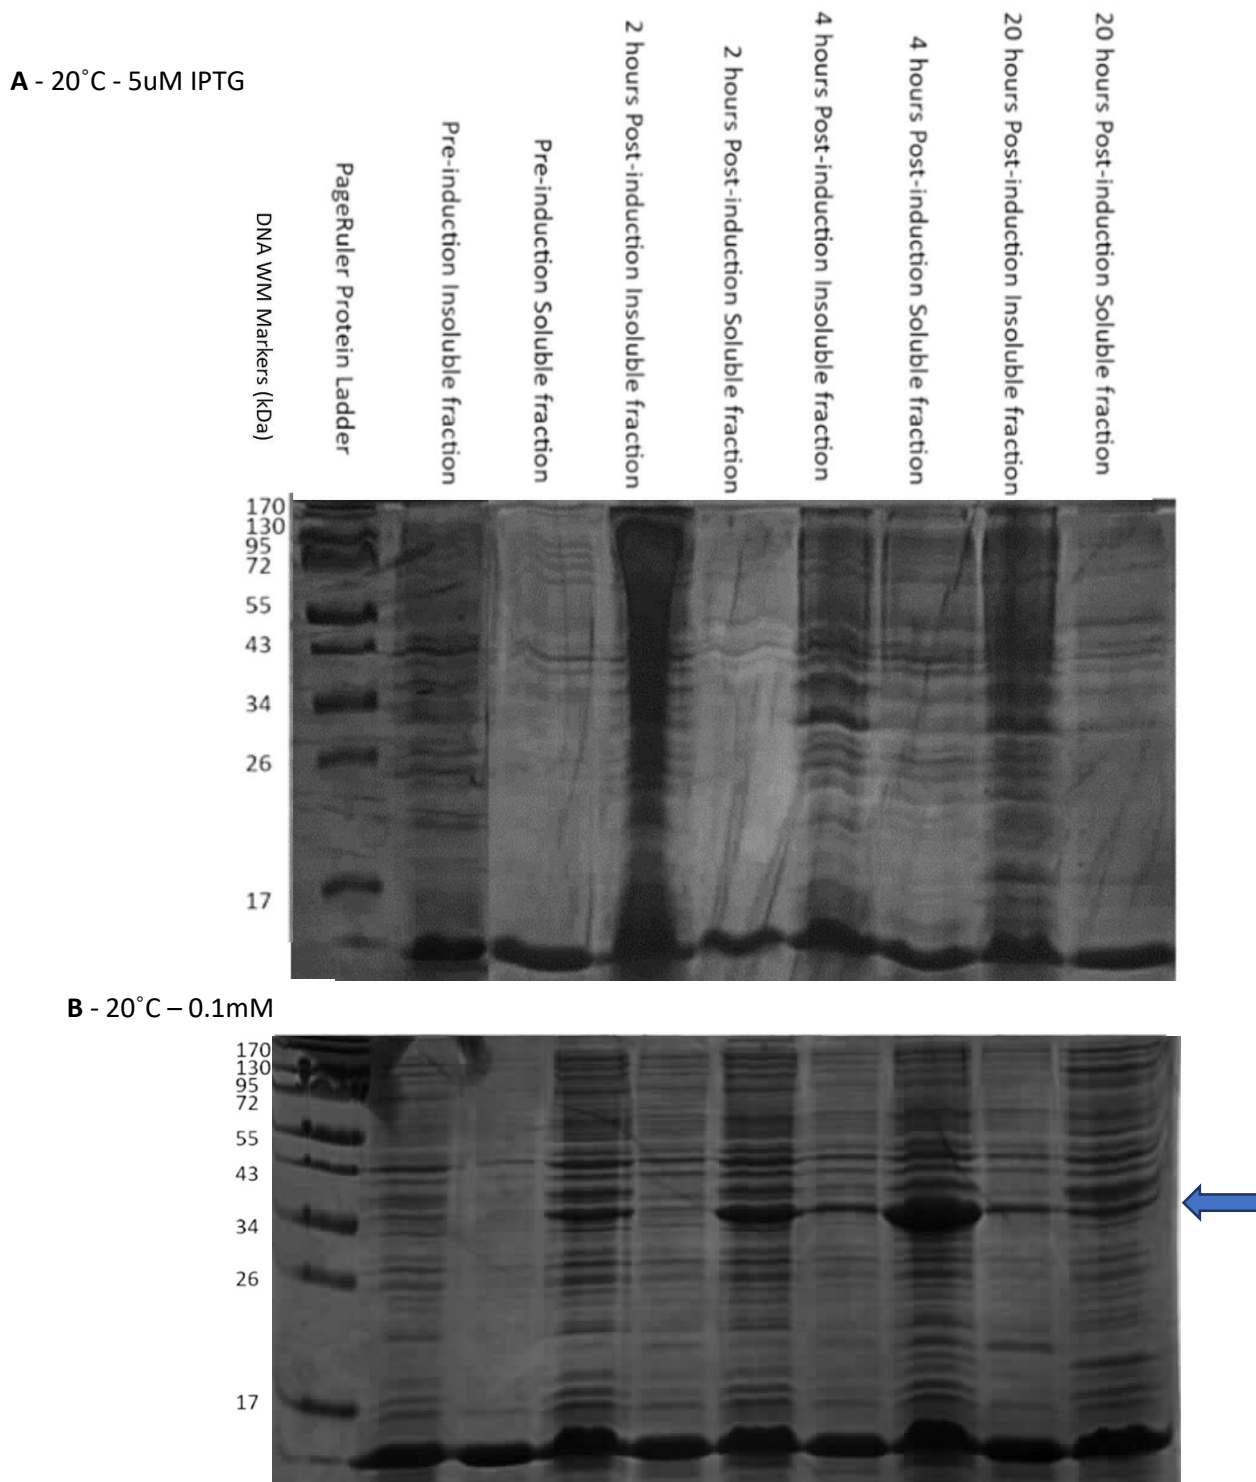 A - 20˚C - 5uM IPTG
DNA WM Markers (kDa)
PageRuler Protein Ladder
Pre-induction Insoluble fraction
Pre-induction Soluble fraction
2 hours Post-induction Insoluble fraction
2 hours Post-induction Soluble fraction
4 hours Post-induction Insoluble fraction
4 hours Post-induction Soluble fraction
20 hours Post-induction Insoluble fraction
20 hours Post-induction Soluble fraction
170
130
95
72
55
43
34
26
17
B - 20˚C – 0.1mM
170
130
95
72
55
43
34
26
17